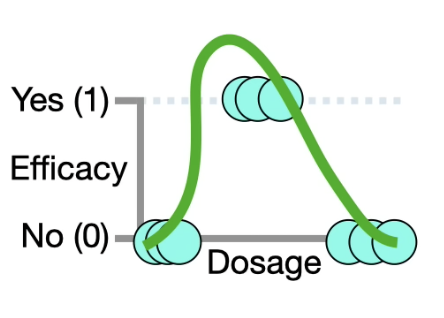 Yes (1)
Efficacy
No (0)
Dosage